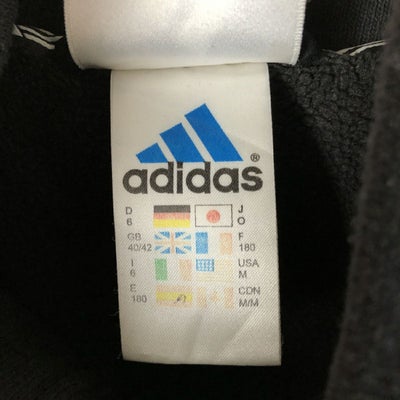 adidas®
D J
6 O
GB F
40/42 180
I USA
6 M
E CDN
180 M/M